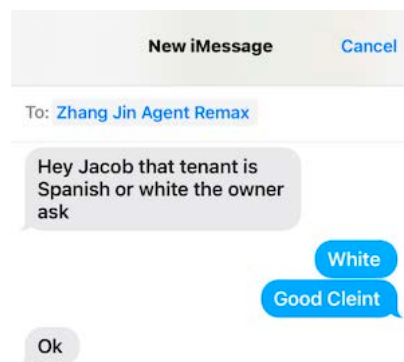 New iMessage
Cancel
To: Zhang Jin Agent Remax
Hey Jacob that tenant is
Spanish or white the owner
ask
White
Good Cleint
Ok